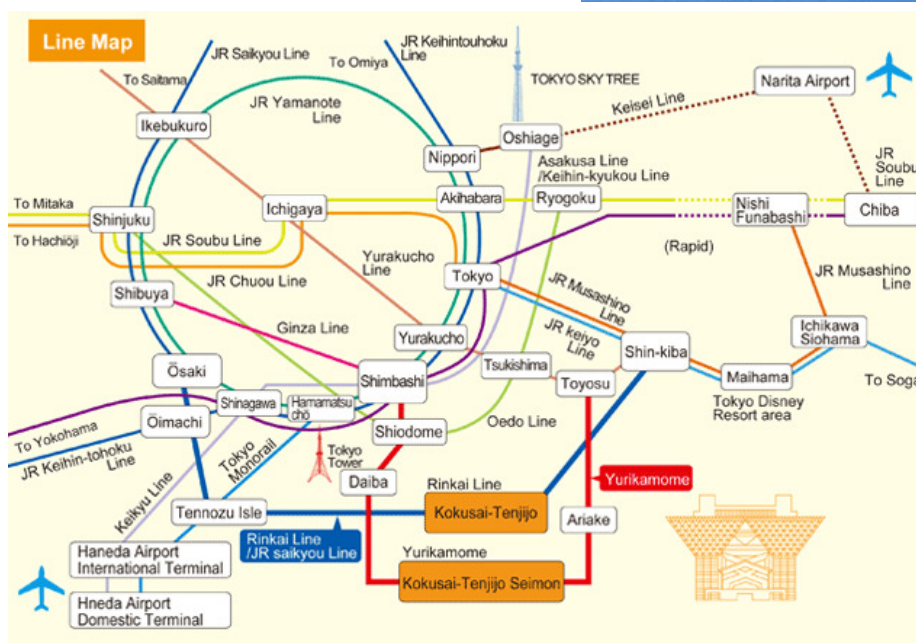 Line Map
JR Saikyou Line
To Saitama
To Omiya
JR Keihintouhoku
Line
JR Yamanote
Line
TOKYO SKY TREE
Narita Airport
Keisei Line
Ikebukuro
Oshiage
Nippori
Asakusa Line
/Keihin-kyukou Line
JR
Soubu
Line
To Mitaka
Shinjuku
To Hachiōji
Ichigaya
Akihabara
Ryogoku
Nishi
Funabashi
Chiba
JR Soubu Line
(Rapid)
JR Chuou Line
Yurakucho
Line
Tokyo
JR Musashino
Line
Shibuya
JR Musashino
Line
Ginza Line
JR keiyo
Line
Yurakucho
Ichikawa
Siohama
Shin-kiba
Ōsaki
Shimbashi
Tsukishima
Toyosu
Maihama
To Soga
Tokyo Disney
Resort area
Shinagawa
Hamamatsu
chō
Ōimachi
Shiodome
Oedo Line
To Yokohama
JR Keihin-tohoku
Line
Tokyo
Monorail
Tokyo
Tower
Keikyu Line
Daiba
Rinkai Line
Kokusai-Tenjijo
Yurikamome
Tennozu Isle
Ariake
Rinkai Line
/JR saikyou Line
Haneda Airport
International Terminal
Yurikamome
Kokusai-Tenjijo Seimon
Hneda Airport
Domestic Terminal